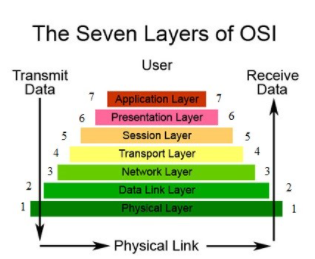 The Seven Layers of OSI
User
Transmit
Data
Receive
Data
7 Application Layer 7
6 Presentation Layer 6
5 Session Layer 5
4 Transport Layer 4
3 Network Layer 3
2 Data Link Layer 2
1 Physical Layer 1
Physical Link